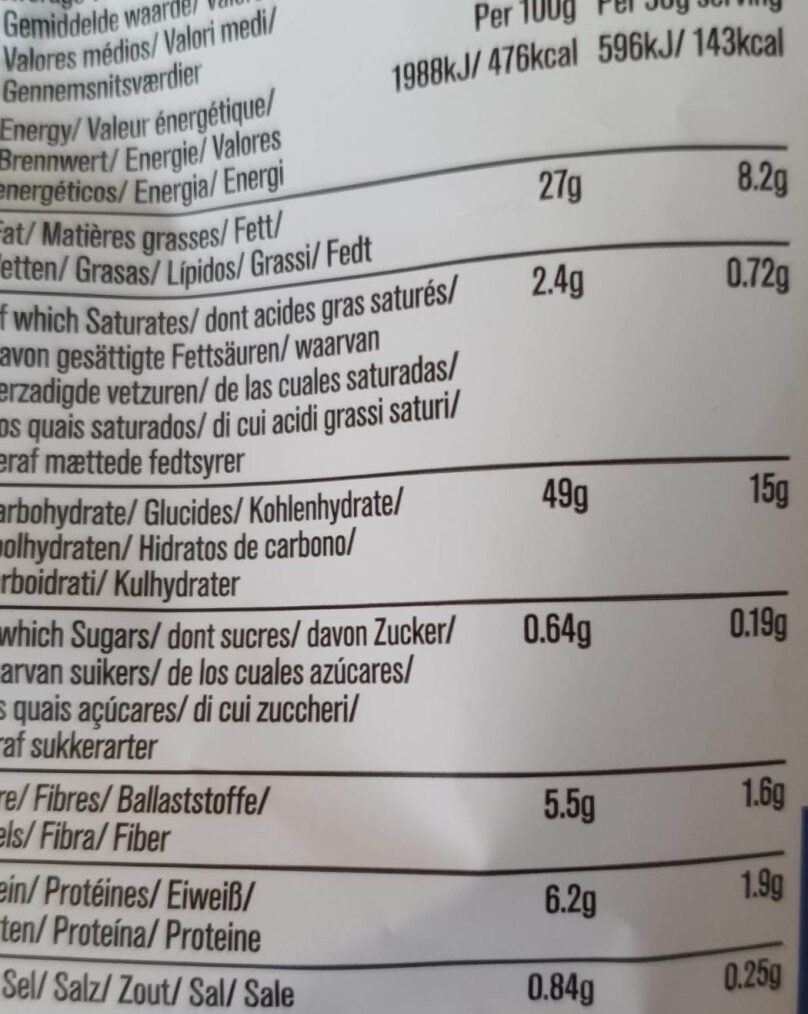 Gemiddelde waarde/
Valores médios/ Valori medi/
Gennemsnitsværdier
Per 100g Per 30g serving
1988kJ/ 476kcal 596kJ/ 143kcal
Energy/ Valeur énergétique/
Brennwert/ Energie/ Valores
energéticos/ Energia/ Energi
27g 8.2g
Fat/ Matières grasses/ Fett/
etten/ Grasas/ Lípidos/ Grassi/ Fedt
2.4g 0.72g
f which Saturates/ dont acides gras saturés/
avon gesättigte Fettsäuren/ waarvan
erzadigde vetzuren/ de las cuales saturadas/
os quais saturados/ di cui acidi grassi saturi/
eraf mættede fedtsyrer
49g 15g
arbohydrate/ Glucides/ Kohlenhydrate/
olhydraten/ Hidratos de carbono/
rboidrati/ Kulhydrater
which Sugars/ dont sucres/ davon Zucker/ 0.64g 0.19g
arvan suikers/ de los cuales azúcares/
s quais açúcares/ di cui zuccheri/
raf sukkerarter
re/ Fibres/ Ballaststoffe/ 5.5g 1.6g
els/ Fibra/ Fiber
ein/ Protéines/ Eiweiß/ 6.2g 1.9g
ten/ Proteína/ Proteine
Sel/ Salz/ Zout/ Sal/ Sale 0.84g 0.25g